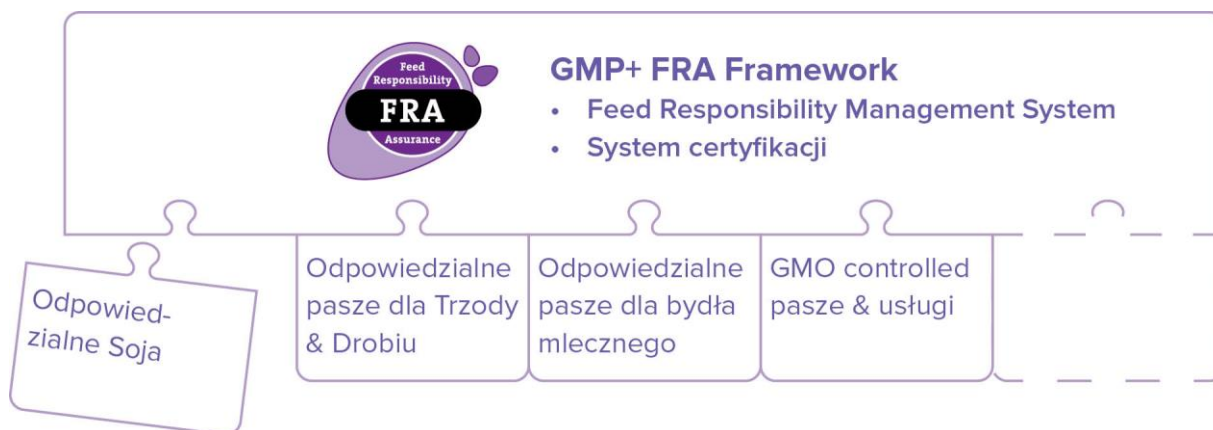 Feed
Responsibility
FRA
Assurance
GMP+ FRA Framework
• Feed Responsibility Management System
• System certyfikacji
Odpowied-
zialne Soja
Odpowiedzialne
pasze dla Trzody
& Drobiu
Odpowiedzialne
pasze dla bydła
mlecznego
GMO controlled
pasze & usługi